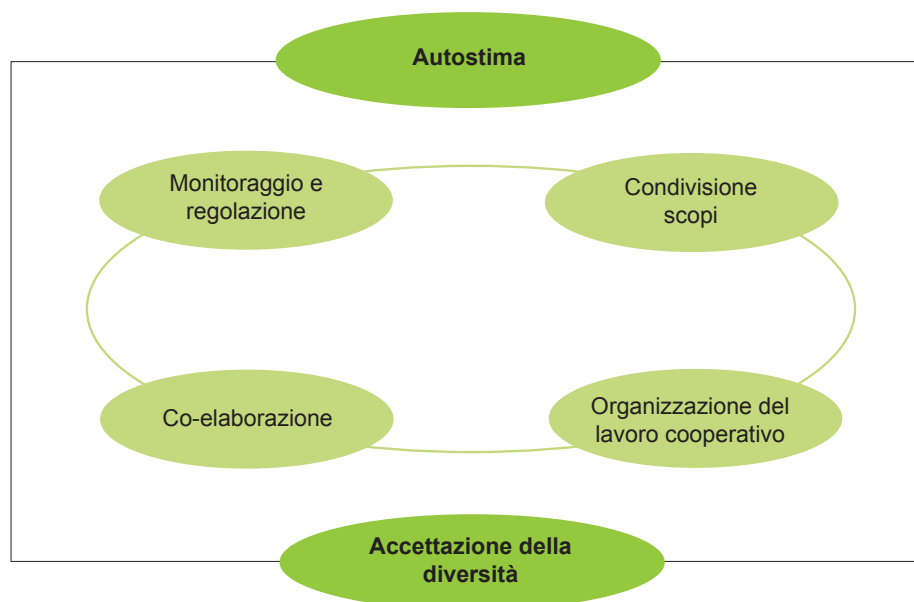 Autostima
Monitoraggio e
regolazione
Condivisione
scopi
Co-elaborazione
Organizzazione del
lavoro cooperativo
Accettazione della
diversità